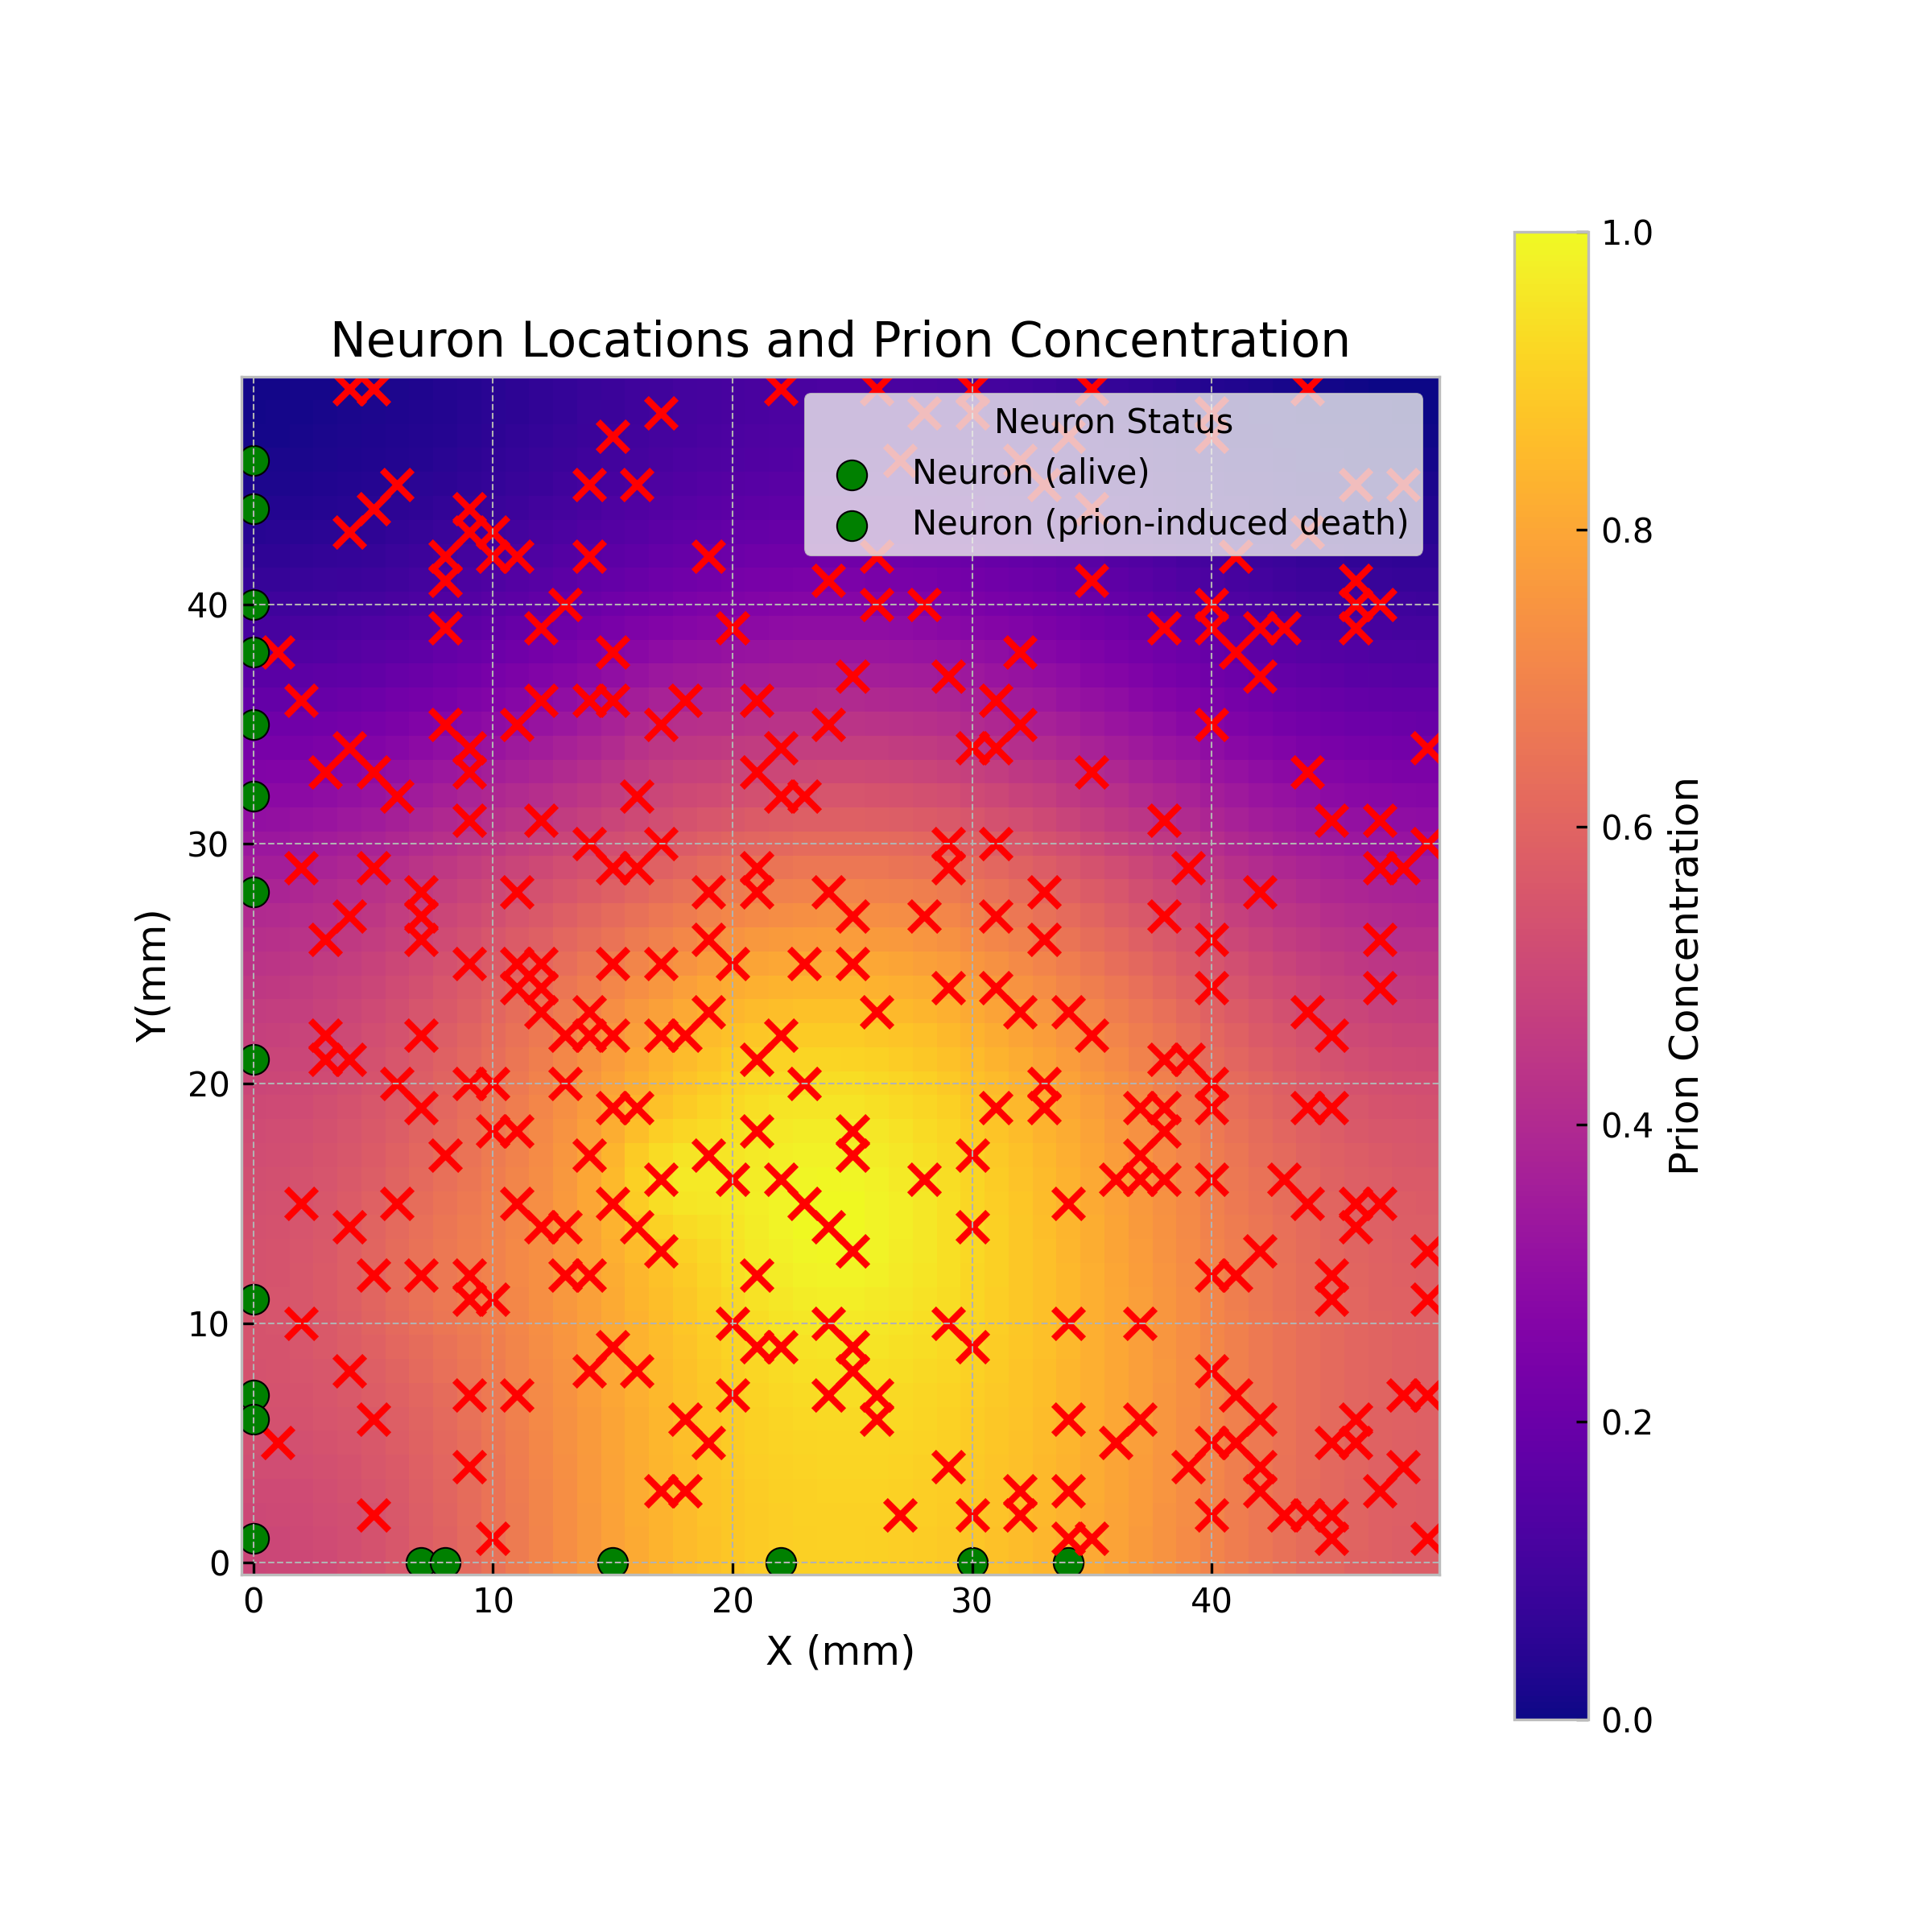 Neuron Locations and Prion Concentration
Neuron Status
Neuron (alive)
Neuron (prion-induced death)
40
30
20
10
0
Y(mm)
0 10 20 30 40
X (mm)
1.0
0.8
0.6
0.4
0.2
0.0
Prion Concentration